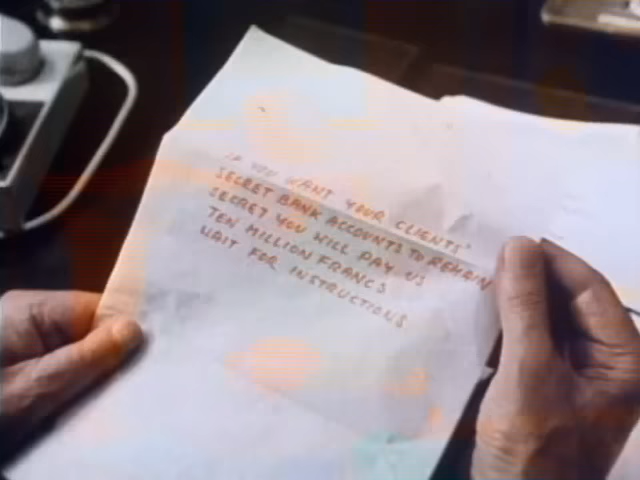 IF YOU WANT YOUR CLIENTS'
SECRET BANK ACCOUNTS TO REMAIN
SECRET YOU WILL PAY US
TEN MILLION FRANCS
WAIT FOR INSTRUCTIONS